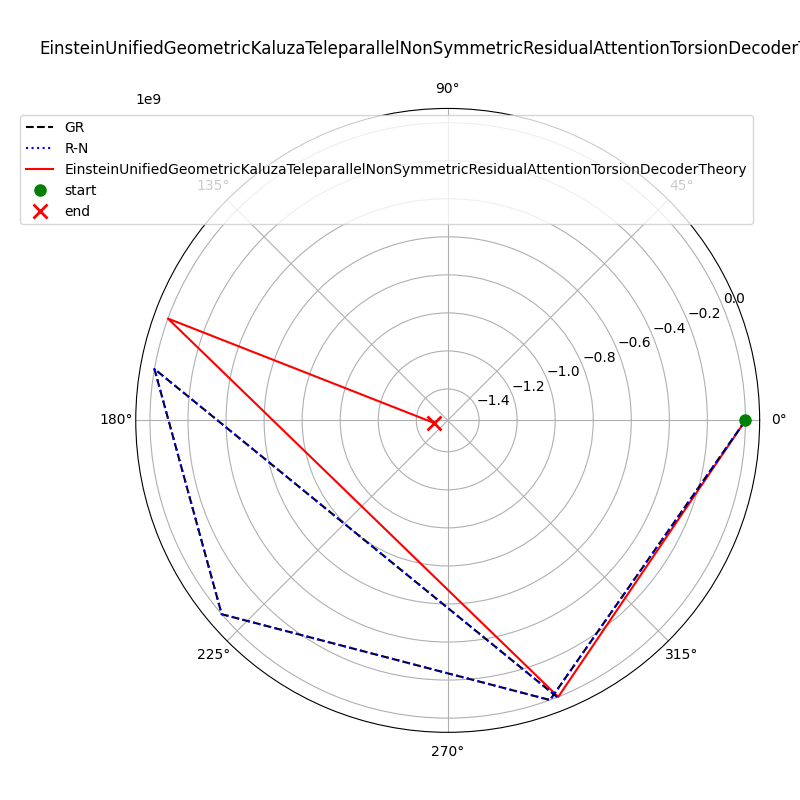 EinsteinUnifiedGeometricKaluzaTeleparallelNonSymmetricResidualAttentionTorsionDecoderT
90°
1e9
GR
R-N
EinsteinUnifiedGeometricKaluzaTeleparallelNonSymmetricResidualAttentionTorsionDecoderTheory
start
end
135°
45°
0.0
−0.2
−0.4
−0.6
−0.8
−1.0
−1.2
−1.4
180°
0°
225°
315°
270°